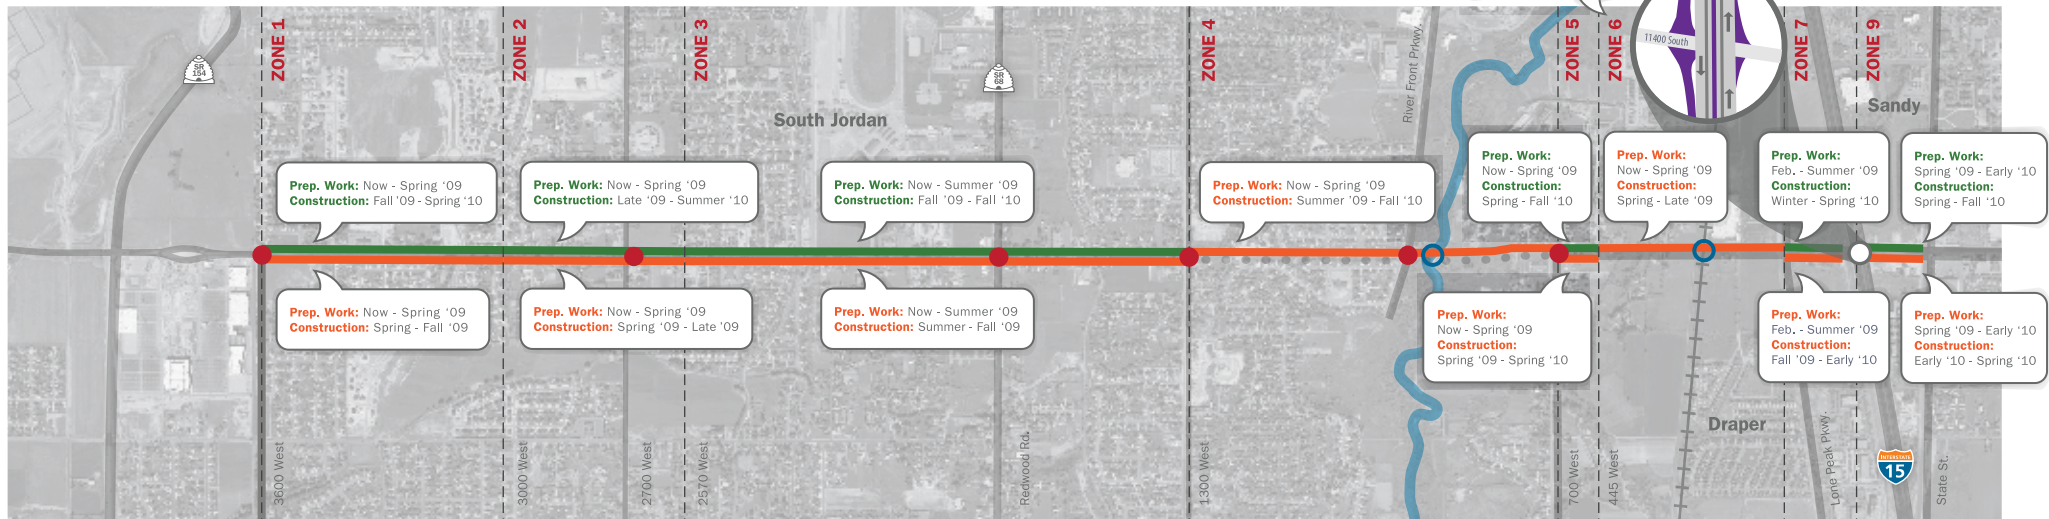 ZONE 1
ZONE 2
ZONE 3
ZONE 4
ZONE 5
ZONE 6
ZONE 7
ZONE 9
11400 South
SR
154
SR
68
River Front Prkwy.
South Jordan
Sandy
Prep. Work: Now - Spring ‘09
Construction: Fall ’09 - Spring ‘10
Prep. Work: Now - Spring ‘09
Construction: Late ‘09 - Summer ‘10
Prep. Work: Now - Summer ‘09
Construction: Fall ’09 - Fall ‘10
Prep. Work: Now - Spring ‘09
Construction: Summer ’09 - Fall ‘10
Prep. Work:
Now - Spring ‘09
Construction:
Spring - Fall ‘10
Prep. Work:
Now - Spring ‘09
Construction:
Spring - Late ‘09
Prep. Work:
Feb. - Summer ‘09
Construction:
Winter - Spring ‘10
Prep. Work:
Spring ‘09 - Early ‘10
Construction:
Spring - Fall ‘10
Prep. Work: Now - Spring ‘09
Construction: Spring - Fall ‘09
Prep. Work: Now - Spring ‘09
Construction: Spring ‘09 - Late ’09
Prep. Work: Now - Summer ‘09
Construction: Summer - Fall ‘09
Prep. Work:
Now - Spring ‘09
Construction:
Spring ‘09 - Spring ‘10
Prep. Work:
Feb. - Summer ‘09
Construction:
Fall ‘09 - Early ‘10
Prep. Work:
Spring ‘09 - Early ‘10
Construction:
Early ‘10 - Spring ‘10
Draper
3600 West
3000 West
2700 West
2570 West
Redwood Rd.
1300 West
700 West
445 West
Lone Peak Pkwy.
INTERSTATE
15
State St.